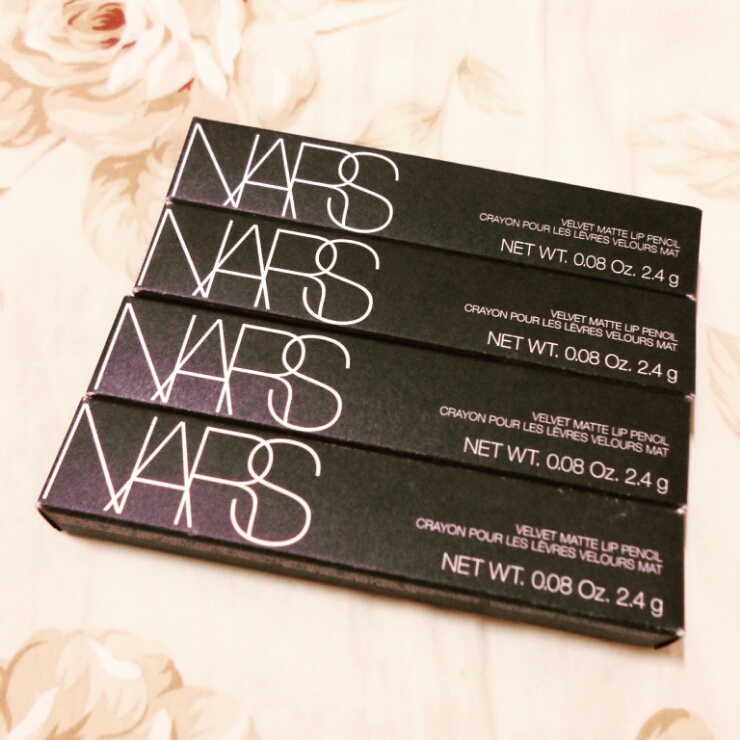 NARS
VELVET MATTE LIP PENCIL
CRAYON POUR LES LÈVRES VELOURS MAT
NET WT. 0.08 Oz. 2.4 g
NARS
VELVET MATTE LIP PENCIL
CRAYON POUR LES LÈVRES VELOURS MAT
NET WT. 0.08 Oz. 2.4 g
NARS
VELVET MATTE LIP PENCIL
CRAYON POUR LES LÈVRES VELOURS MAT
NET WT. 0.08 Oz. 2.4 g
NARS
VELVET MATTE LIP PENCIL
CRAYON POUR LES LÈVRES VELOURS MAT
NET WT. 0.08 Oz. 2.4 g